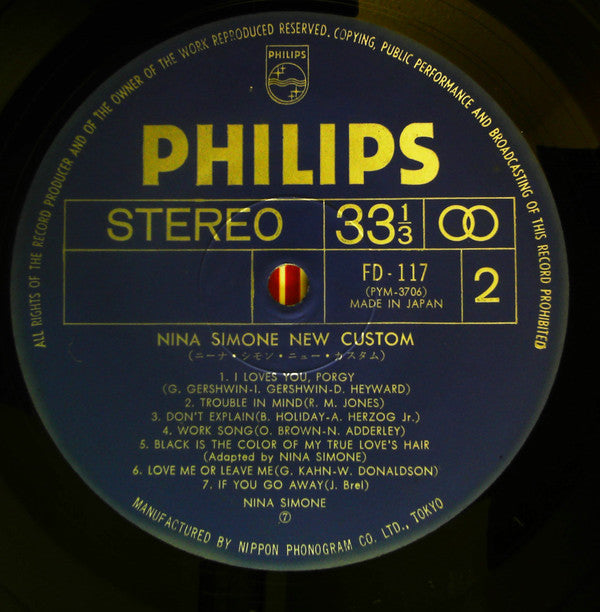 ALL RIGHTS OF THE RECORD PRODUCER AND OF THE OWNER OF THE WORK REPRODUCED RESERVED. COPYING, PUBLIC PERFORMANCE AND BROADCASTING OF THIS RECORD PROHIBITED
PHILIPS
PHILIPS
STEREO 33 1/3
FD-117 2
(PYM-3706)
MADE IN JAPAN
NINA SIMONE NEW CUSTOM
(ニーナ・シモン・ニュー・カスタム)
1. I LOVES YOU, PORGY
(G. GERSHWIN-I. GERSHWIN-D. HEYWARD)
2. TROUBLE IN MIND(R. M. JONES)
3. DON'T EXPLAIN(B. HOLIDAY-A. HERZOG Jr.)
4. WORK SONG(O. BROWN-N. ADDERLEY)
5. BLACK IS THE COLOR OF MY TRUE LOVE'S HAIR
(Adapted by NINA SIMONE)
6. LOVE ME OR LEAVE ME(G. KAHN-W. DONALDSON)
7. IF YOU GO AWAY(J. Brel)
NINA SIMONE
⑦
MANUFACTURED BY NIPPON PHONOGRAM CO. LTD., TOKYO